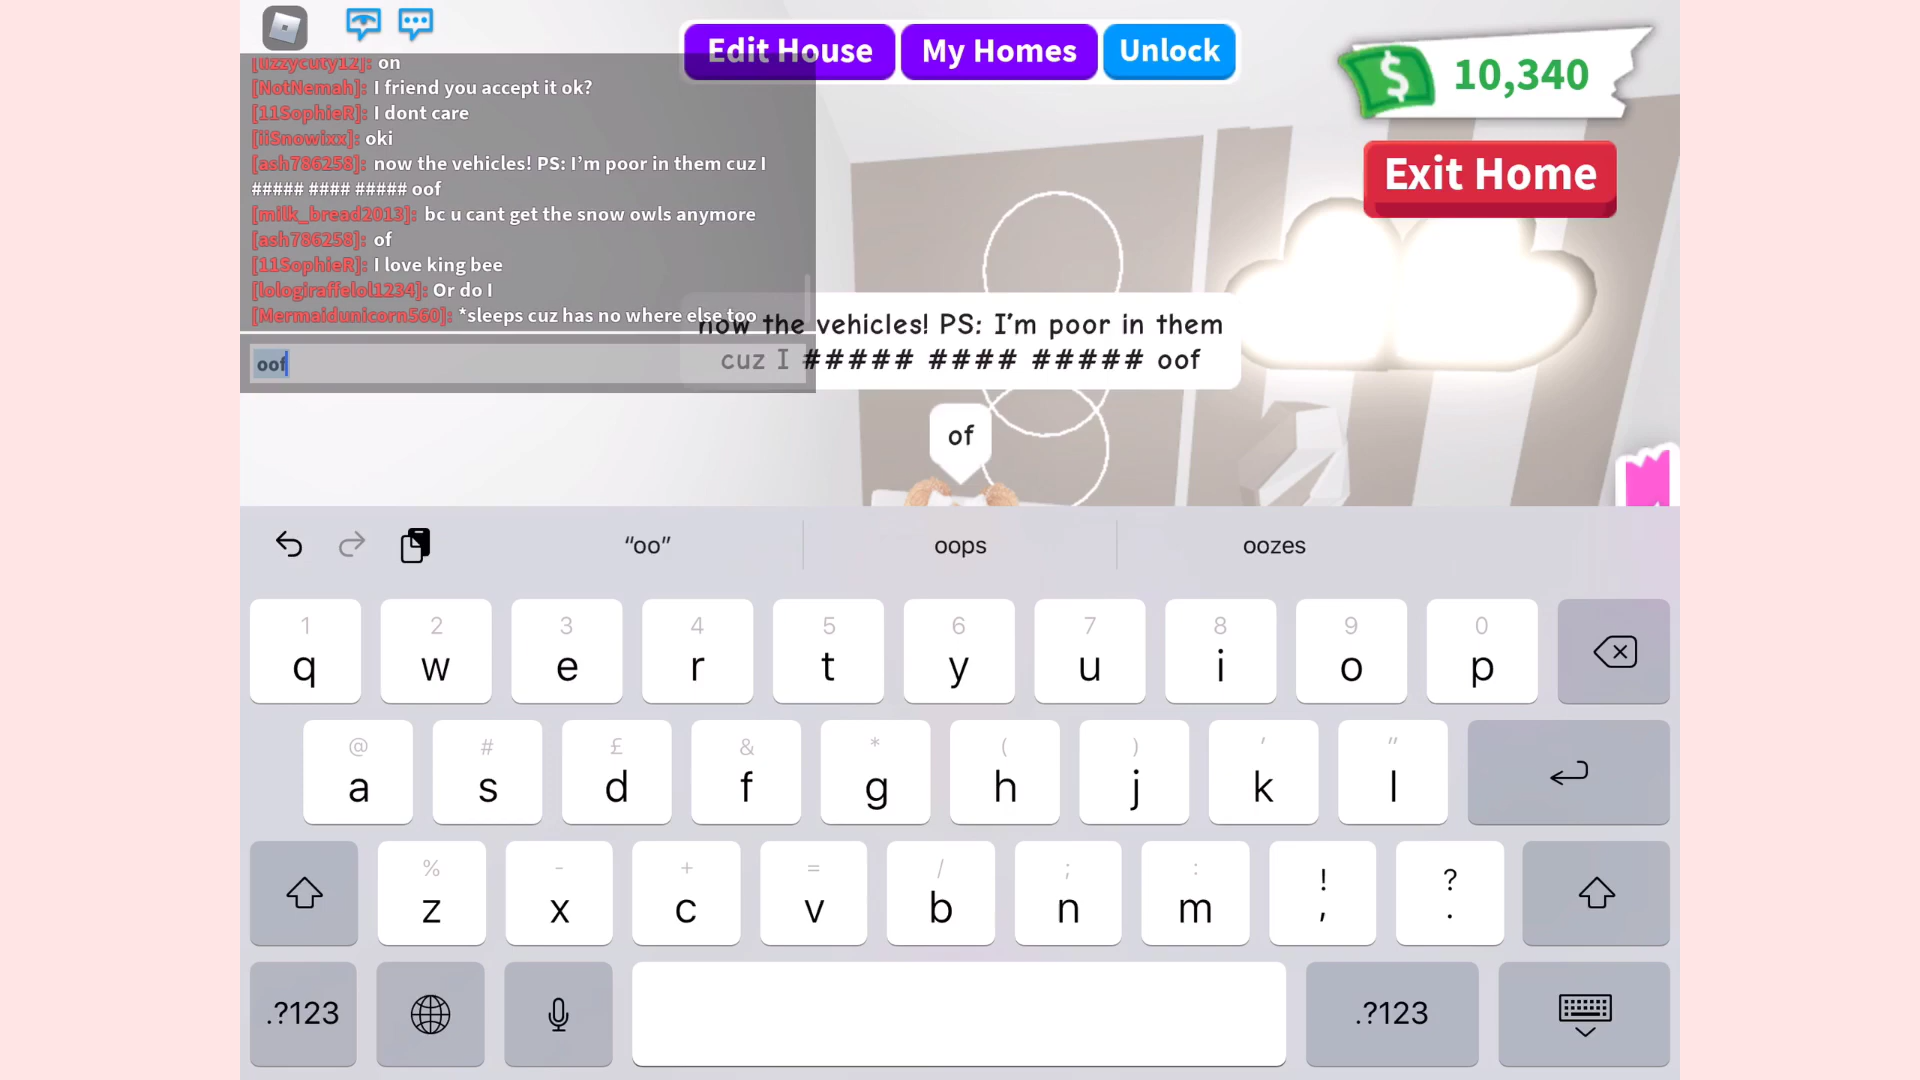 Edit House
My Homes
Unlock
10,340
Exit Home
[uzzycuty12]: on
[NotNemah]: I friend you accept it ok?
[11SophieR]: I dont care
[iiSnowixx]: oki
[ash786258]: now the vehicles! PS: I'm poor in them cuz I
##### #### ##### oof
[milk_bread2013]: bc u cant get the snow owls anymore
[ash786258]: of
[11SophieR]: I love king bee
[lologiraffelol1234]: Or do I
[Mermaidunicorn560]: *sleeps cuz has no where else too
now the vehicles! PS: I'm poor in them
cuz I ##### #### ##### oof
oof
of
“oo” oops oozes
1 2 3 4 5 6 7 8 9 0
q w e r t y u i o p
@ # £ & * ( ) ' "
a s d f g h j k l
% - + = / ; : ! ?
z x c v b n m , .
.?123 .?123